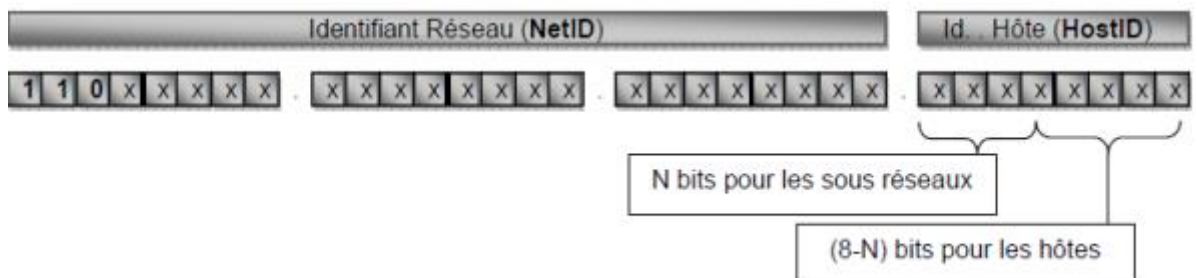 Identifiant Réseau (NetID) Id. . Hôte (HostID)
1 1 0 x x x x x . x x x x x x x x . x x x x x x x x . x x x x x x x x
N bits pour les sous réseaux
(8-N) bits pour les hôtes